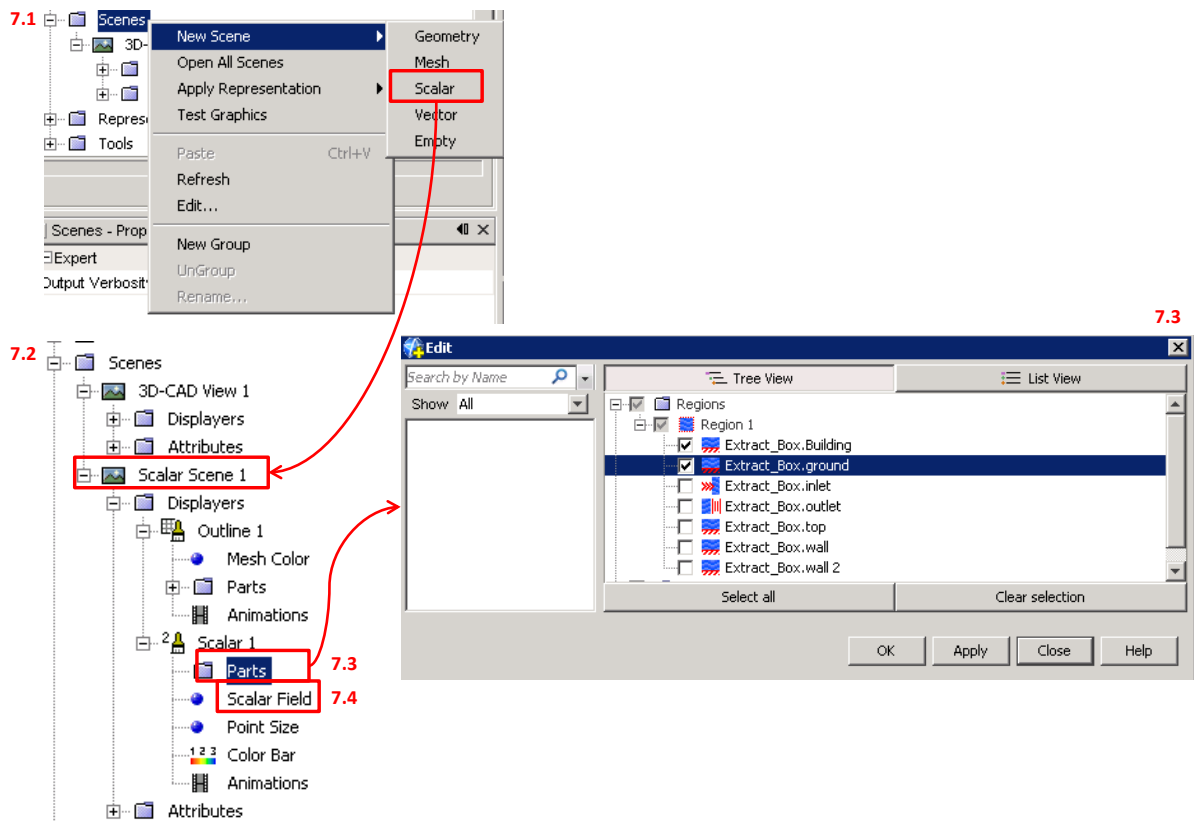 7.1
Scenes
3D-
Repres
Tools
New Scene
Open All Scenes
Apply Representation
Test Graphics
Paste Ctrl+V
Refresh
Edit...
New Group
UnGroup
Rename...
Geometry
Mesh
Scalar
Vector
Empty
Scenes - Prop
Expert
Output Verbosit
7.2
Scenes
3D-CAD View 1
Displayers
Attributes
Scalar Scene 1
Displayers
Outline 1
Mesh Color
Parts
Animations
2 Scalar 1
Parts 7.3
Scalar Field 7.4
Point Size
1 2 3 Color Bar
Animations
Attributes
7.3
Edit
Search by Name
Show All
Tree View List View
Regions
Region 1
Extract_Box.Building
Extract_Box.ground
Extract_Box.inlet
Extract_Box.outlet
Extract_Box.top
Extract_Box.wall
Extract_Box.wall 2
Select all Clear selection
OK Apply Close Help